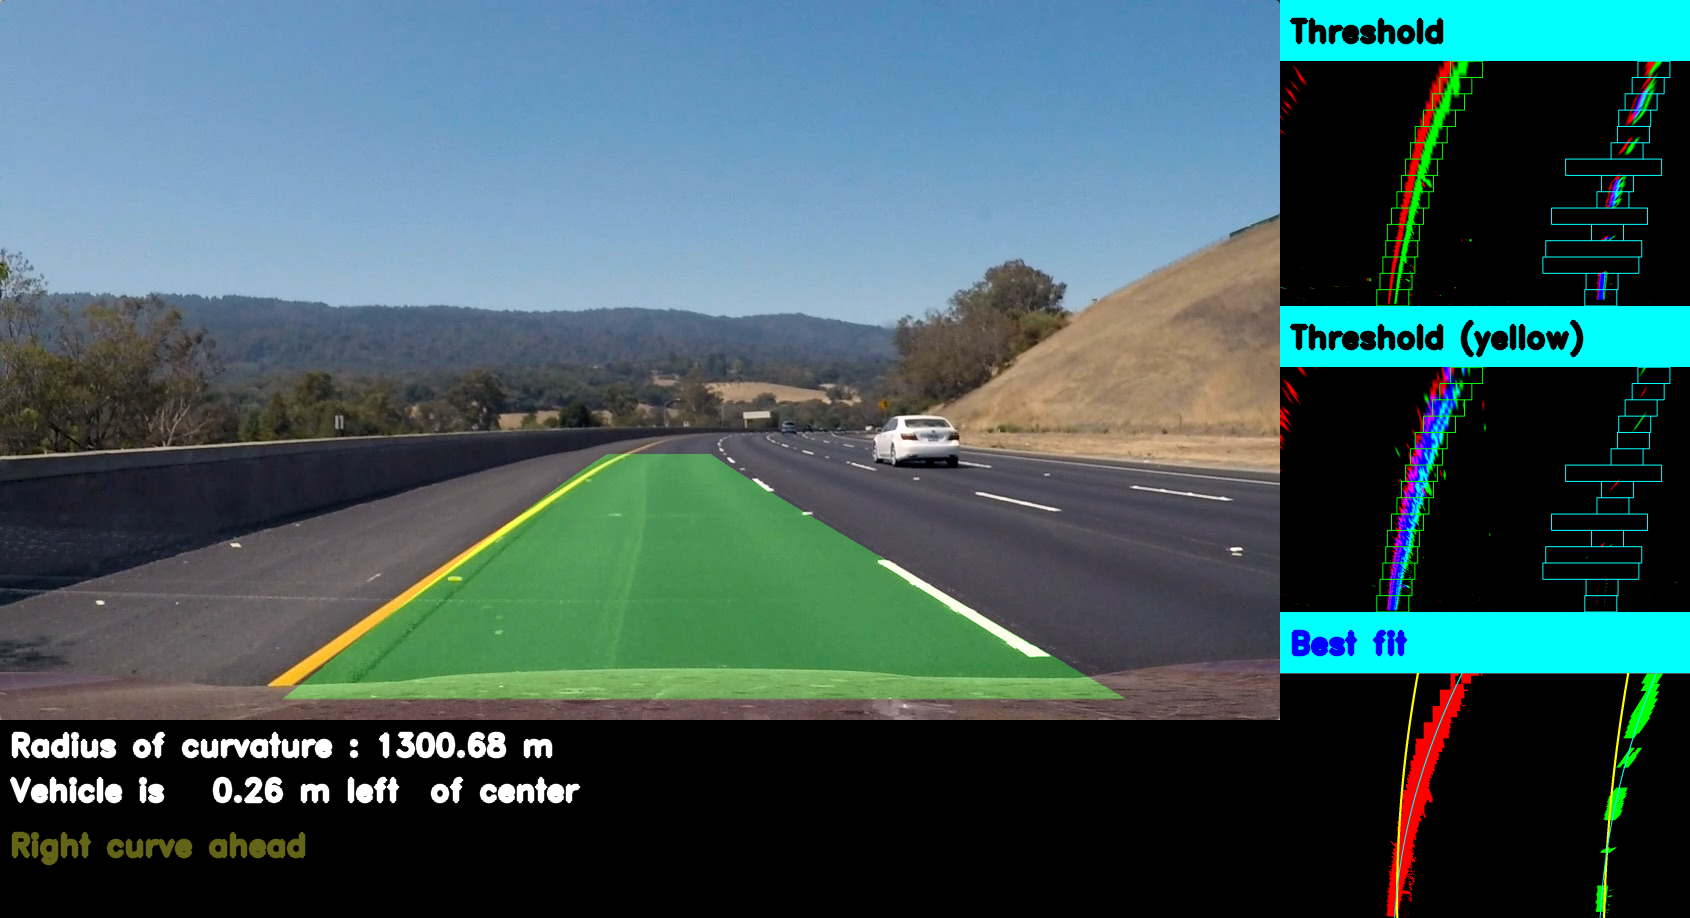 Threshold
Threshold (yellow)
Best fit
Radius of curvature : 1300.68 m
Vehicle is 0.26 m left of center
Right curve ahead